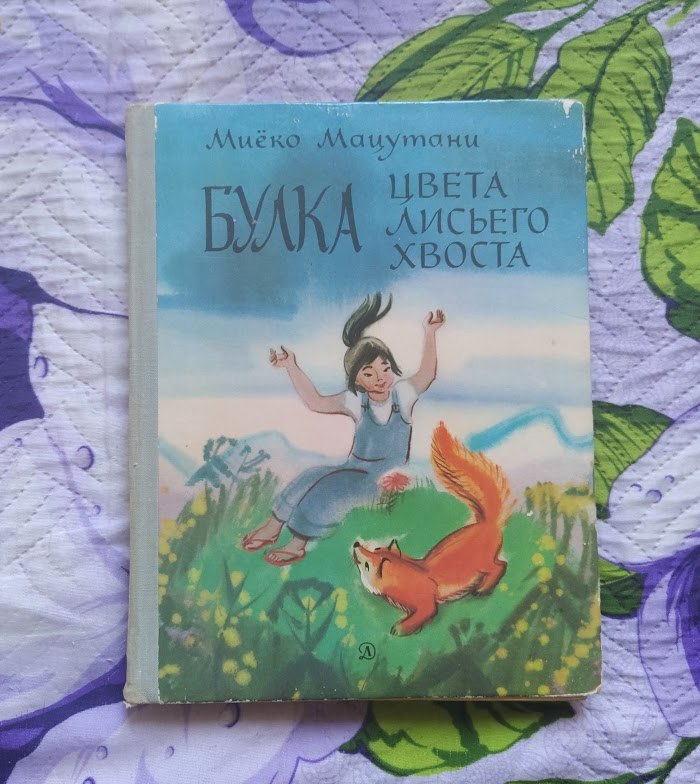 Миёко Мацутани
БУЛКА
ЦВЕТА
ЛИСЬЕГО
ХВОСТА
Д